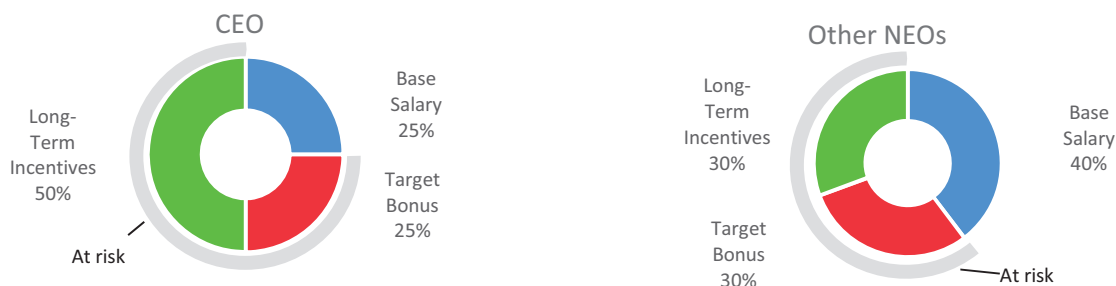 CEO
Base
Salary
25%
Long-
Term
Incentives
50%
Target
Bonus
25%
At risk
Other NEOs
Long-
Term
Incentives
30%
Base
Salary
40%
Target
Bonus
30%
At risk